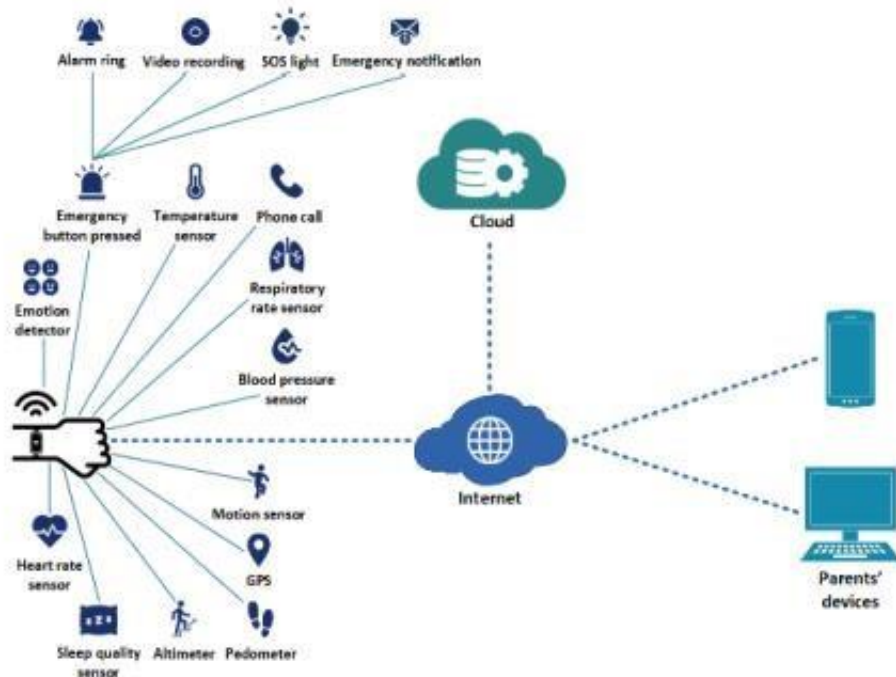 Alarm ring
Video recording
SOS light
Emergency notification
Emergency
button pressed
Temperature
sensor
Phone call
Cloud
Emotion
detector
Respiratory
rate sensor
Blood pressure
sensor
Internet
Motion sensor
Heart rate
sensor
GPS
Parents'
devices
Sleep quality
sensor
Altimeter
Pedometer